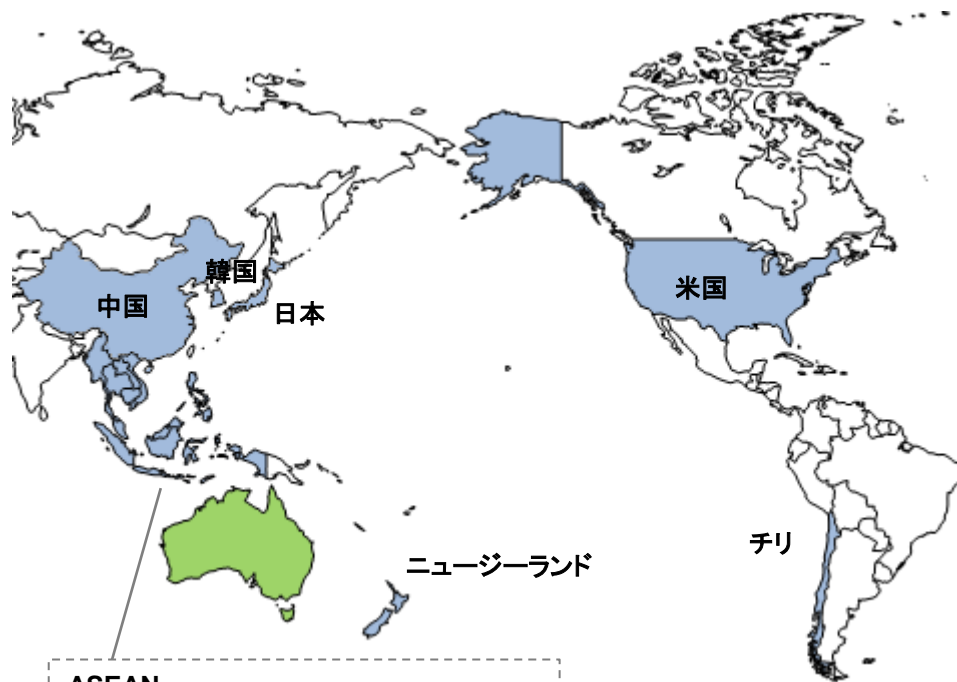 韓国
中国
日本
米国
チリ
ニュージーランド
ASEAN